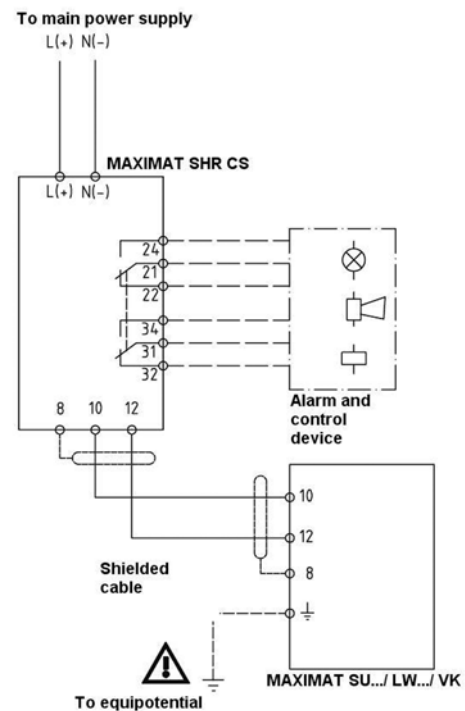 To main power supply
L(+) N(-)
MAXIMAT SHR CS
L(+) N(-)
24
21
22
34
31
32
8 10 12
Alarm and
control
device
10
12
8
Shielded
cable
MAXIMAT SU.../ LW.../ VK
To equipotential